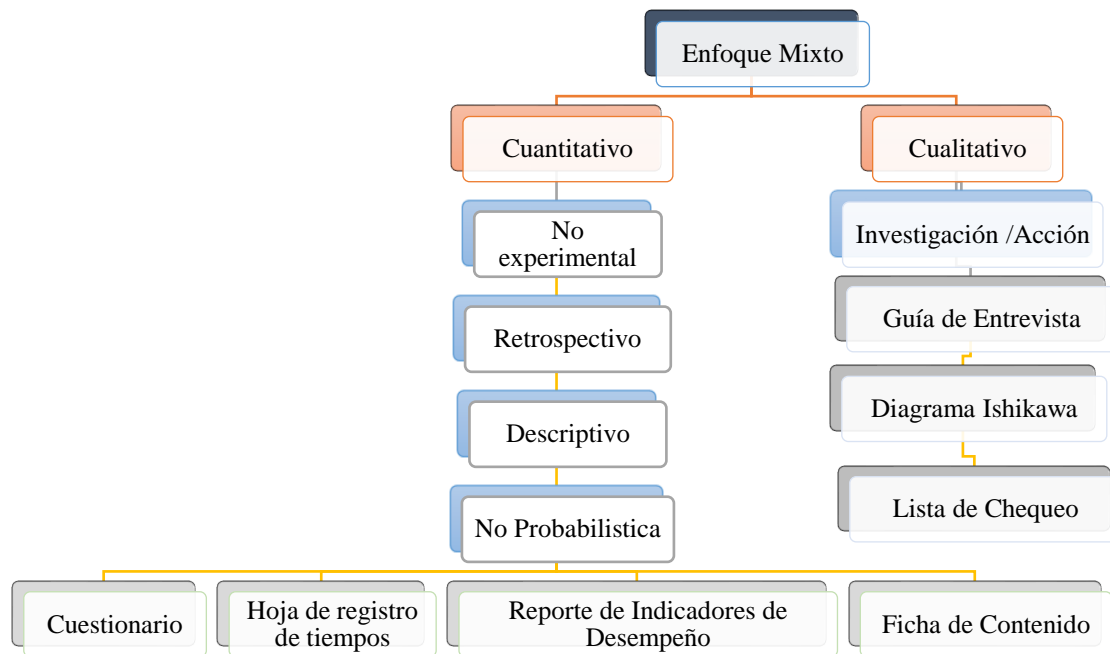 Enfoque Mixto
Cuantitativo
Cualitativo
No
experimental
Investigación /Acción
Retrospectivo
Guía de Entrevista
Descriptivo
Diagrama Ishikawa
No Probabilistica
Lista de Chequeo
Cuestionario
Hoja de registro
de tiempos
Reporte de Indicadores de
Desempeño
Ficha de Contenido